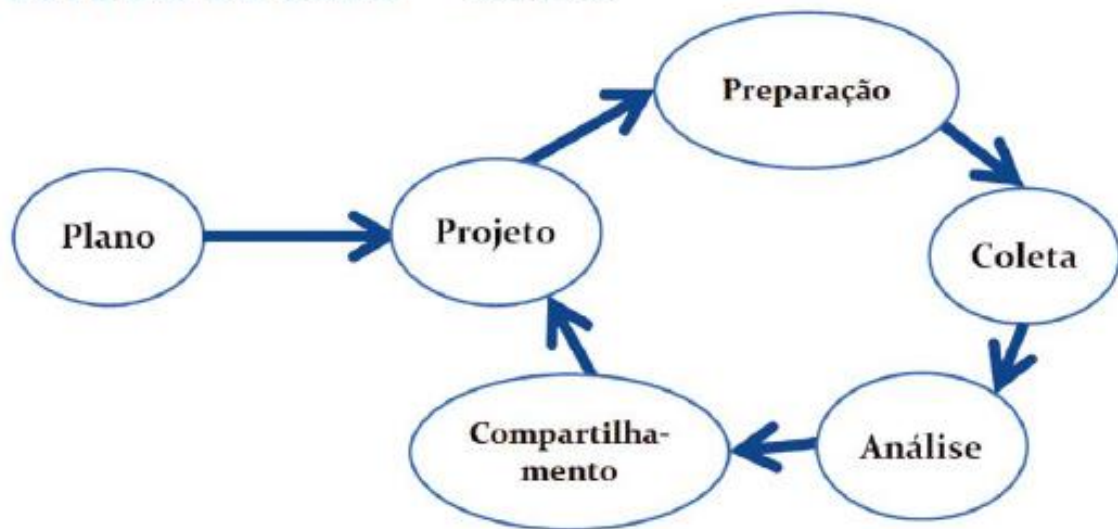 Preparação
Plano
Projeto
Coleta
Compartilha-
mento
Análise